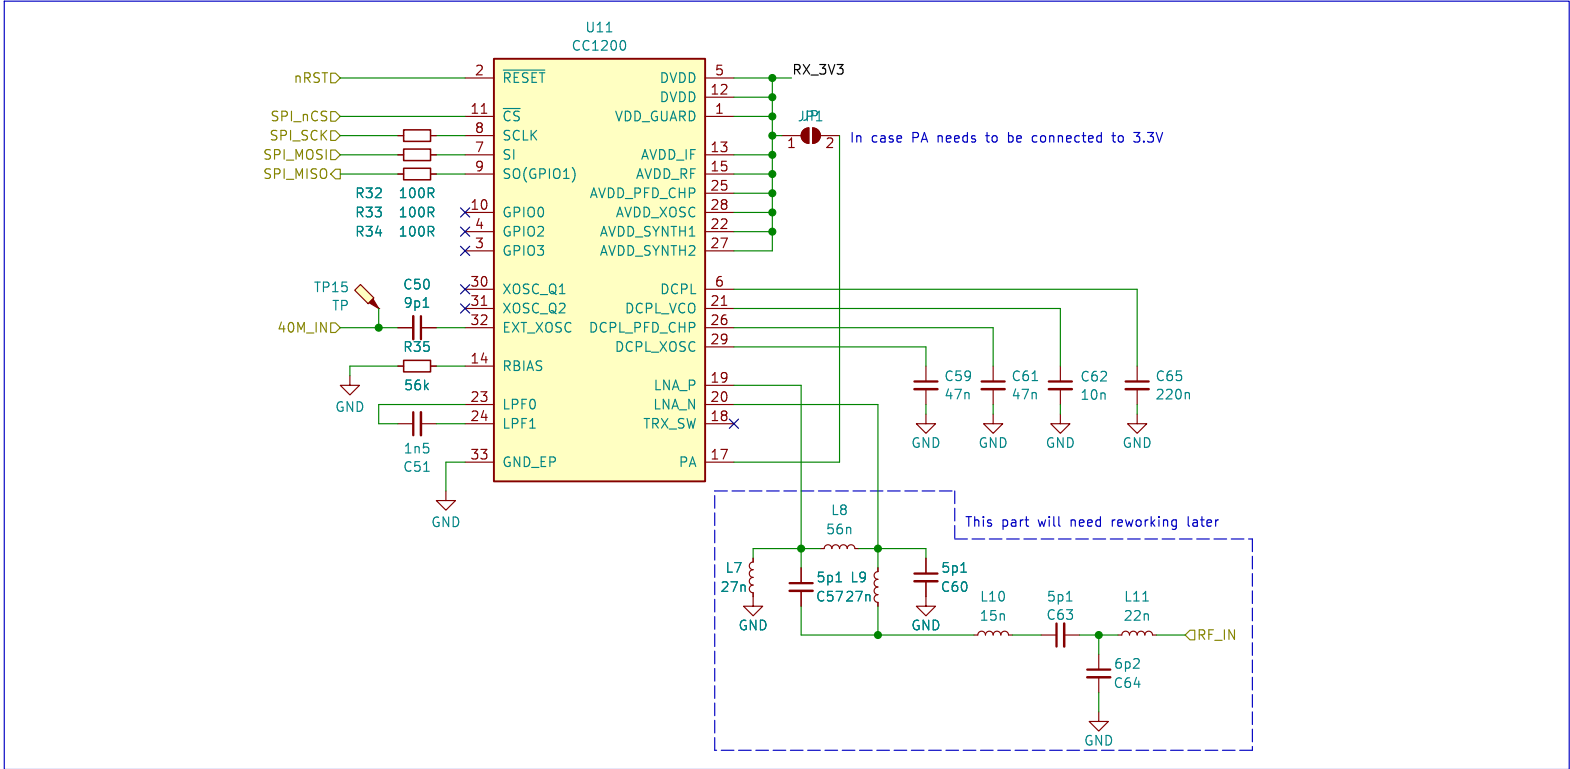 U11
CC1200
nRST 2 RESET DVDD 5 RX_3V3
DVDD 12
SPI_nCS 11 CS VDD_GUARD 1 JP1
SPI_SCK 8 SCLK 1 2 In case PA needs to be connected to 3.3V
SPI_MOSI 7 SI AVDD_IF 13
SPI_MISO 9 SO(GPIO1) AVDD_RF 15
R32 100R AVDD_PFD_CHP 25
R33 100R 10 GPIO0 AVDD_XOSC 28
R34 100R 4 GPIO2 AVDD_SYNTH1 22
3 GPIO3 AVDD_SYNTH2 27
TP15 C50 30 XOSC_Q1 DCPL 6
TP 9p1 31 XOSC_Q2 DCPL_VCO 21
40M_IN 32 EXT_XOSC DCPL_PFD_CHP 26
R35 DCPL_XOSC 29
14 RBIAS
56k LNA_P 19 C59 C61 C62 C65
47n 47n 10n 220n
GND 23 LPF0 LNA_N 20
24 LPF1 TRX_SW 18
1n5 GND GND GND GND
C51 33 GND_EP PA 17
GND
This part will need reworking later
L8
56n
L7 5p1 L9 5p1
27n C57 27n C60
GND GND
L10 5p1 L11
15n C63 22n
RF_IN
6p2
C64
GND